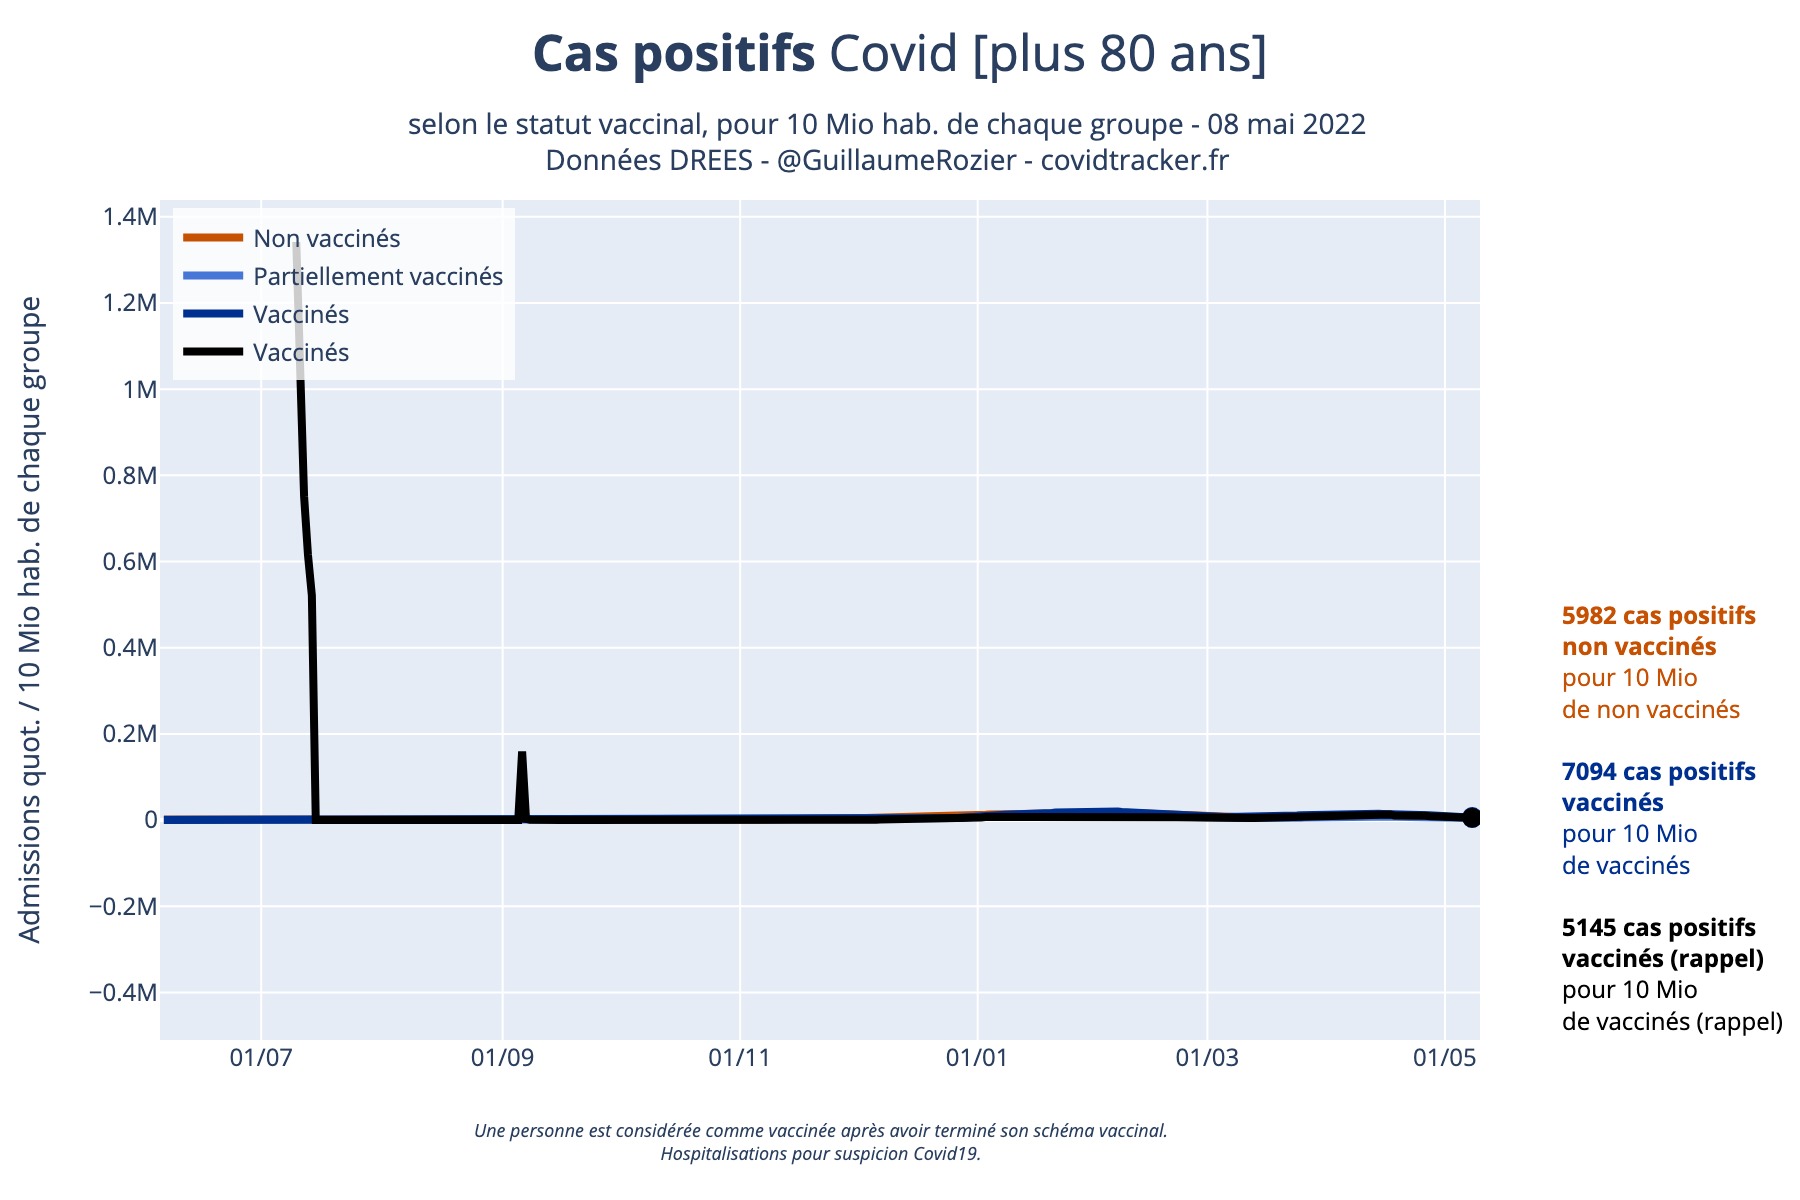 Cas positifs Covid [plus 80 ans]
selon le statut vaccinal, pour 10 Mio hab. de chaque groupe - 08 mai 2022
Données DREES - @GuillaumeRozier - covidtracker.fr
Admissions quot. / 10 Mio hab. de chaque groupe
1.4M
1.2M
1M
0.8M
0.6M
0.4M
0.2M
0
−0.2M
−0.4M
Non vaccinés
Partiellement vaccinés
Vaccinés
Vaccinés
01/07
01/09
01/11
01/01
01/03
01/05
5982 cas positifs
non vaccinés
pour 10 Mio
de non vaccinés
7094 cas positifs
vaccinés
pour 10 Mio
de vaccinés
5145 cas positifs
vaccinés (rappel)
pour 10 Mio
de vaccinés (rappel)
Une personne est considérée comme vaccinée après avoir terminé son schéma vaccinal.
Hospitalisations pour suspicion Covid19.